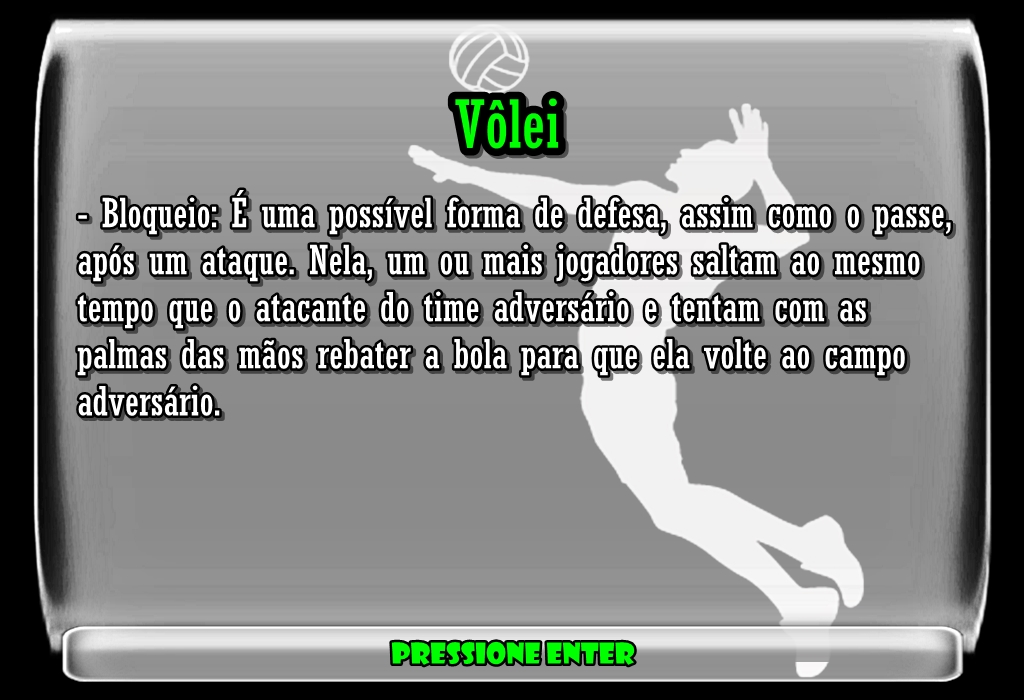 Vôlei
- Bloqueio: É uma possível forma de defesa, assim como o passe,
após um ataque. Nela, um ou mais jogadores saltam ao mesmo
tempo que o atacante do time adversário e tentam com as
palmas das mãos rebater a bola para que ela volte ao campo
adversário.
PRESSIONE ENTER